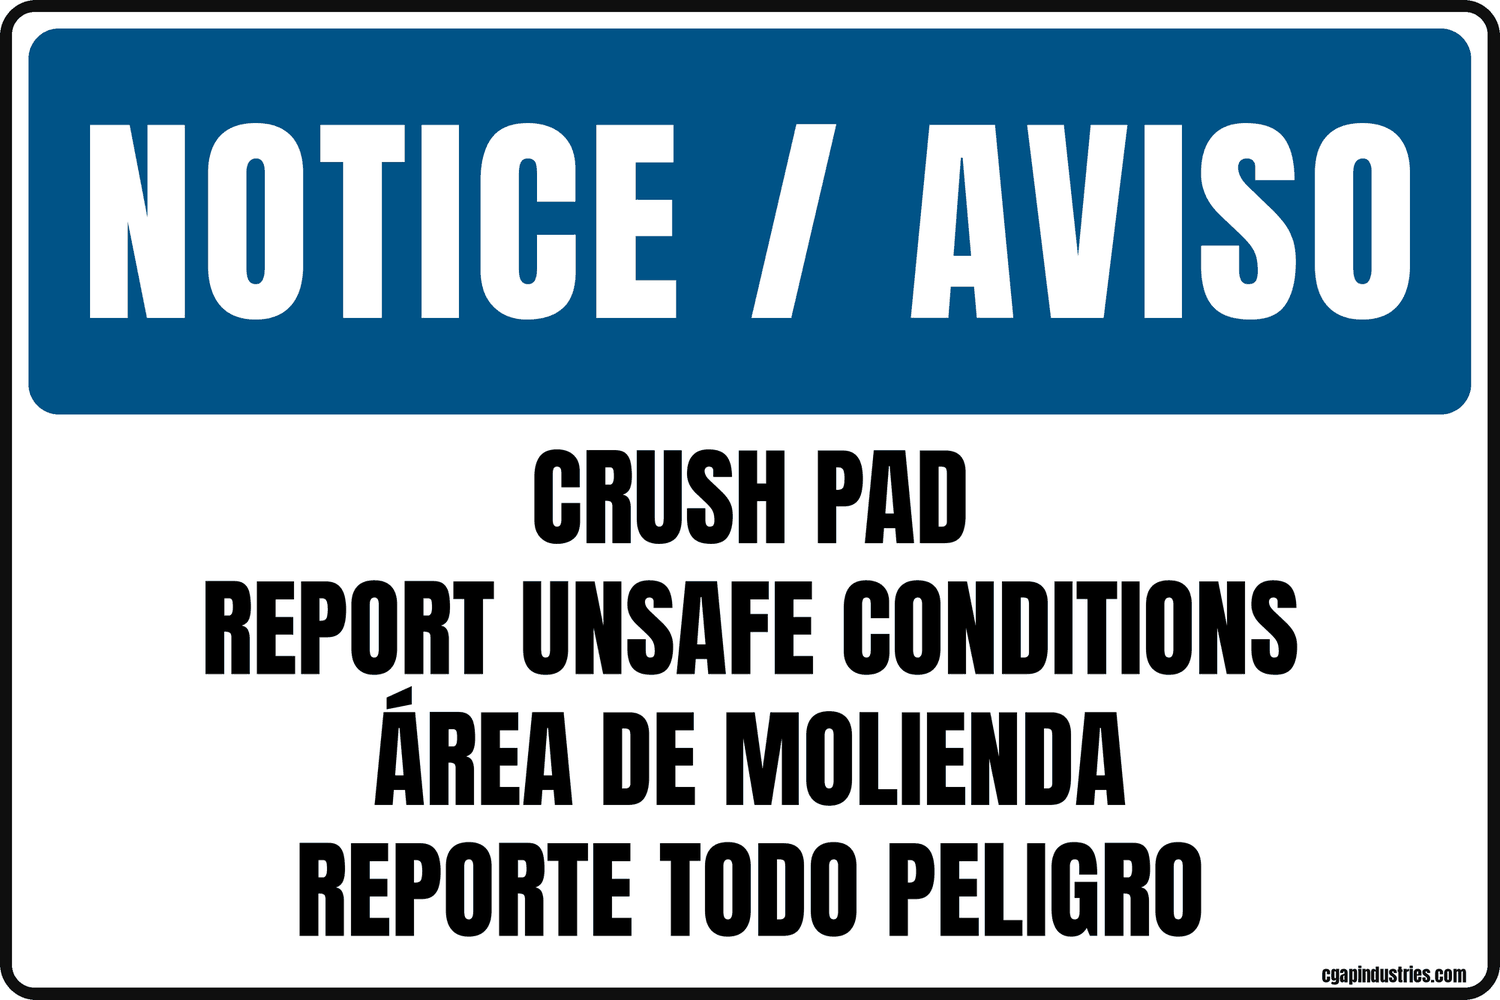 NOTICE / AVISO
CRUSH PAD
REPORT UNSAFE CONDITIONS
ÁREA DE MOLIENDA
REPORTE TODO PELIGRO
cgapindustries.com